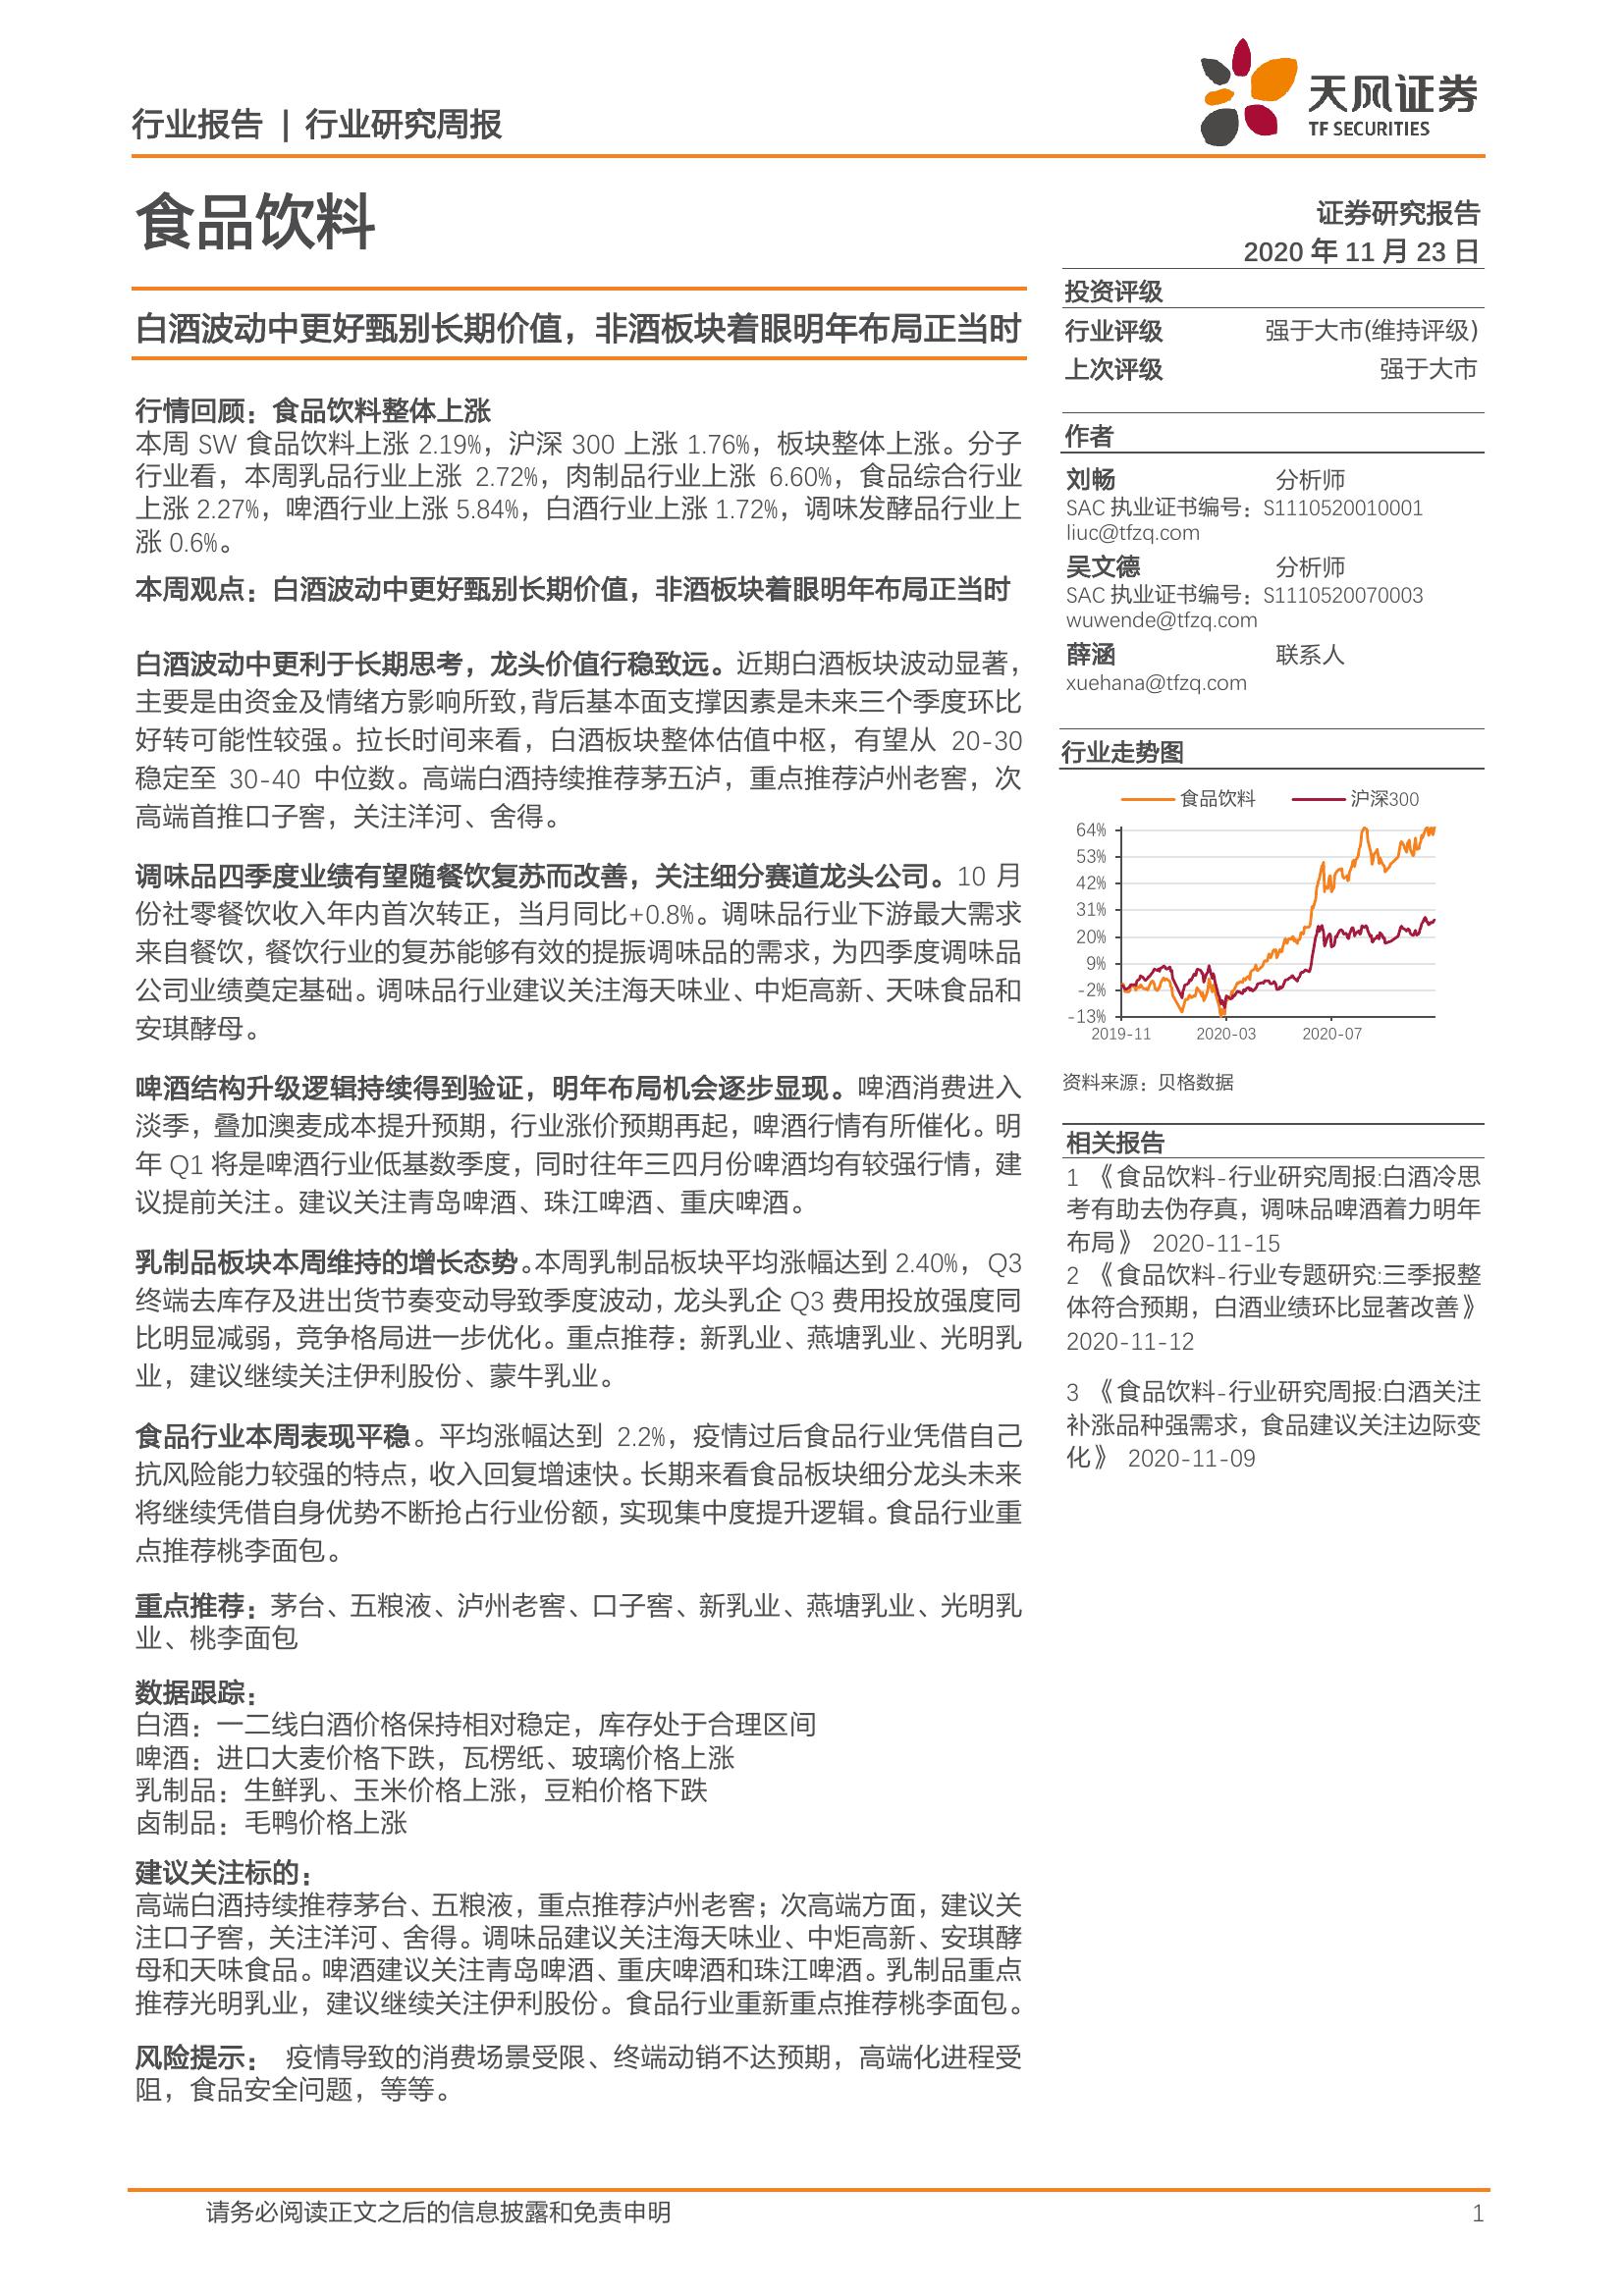 行业报告 | 行业研究周报
天风证券
TF SECURITIES
食品饮料
证券研究报告
2020 年 11 月 23 日
白酒波动中更好甄别长期价值，非酒板块着眼明年布局正当时
行情回顾：食品饮料整体上涨
本周 SW 食品饮料上涨 2.19%，沪深 300 上涨 1.76%，板块整体上涨。分子
行业看，本周乳品行业上涨 2.72%，肉制品行业上涨 6.60%，食品综合行业
上涨 2.27%，啤酒行业上涨 5.84%，白酒行业上涨 1.72%，调味发酵品行业上
涨 0.6%。
本周观点：白酒波动中更好甄别长期价值，非酒板块着眼明年布局正当时
白酒波动中更利于长期思考，龙头价值行稳致远。近期白酒板块波动显著，
主要是由资金及情绪方影响所致，背后基本面支撑因素是未来三个季度环比
好转可能性较强。拉长时间来看，白酒板块整体估值中枢，有望从 20-30
稳定至 30-40 中位数。高端白酒持续推荐茅五泸，重点推荐泸州老窖，次
高端首推口子窖，关注洋河、舍得。
调味品四季度业绩有望随餐饮复苏而改善，关注细分赛道龙头公司。10 月
份社零餐饮收入年内首次转正，当月同比+0.8%。调味品行业下游最大需求
来自餐饮，餐饮行业的复苏能够有效的提振调味品的需求，为四季度调味品
公司业绩奠定基础。调味品行业建议关注海天味业、中炬高新、天味食品和
安琪酵母。
啤酒结构升级逻辑持续得到验证，明年布局机会逐步显现。啤酒消费进入
淡季，叠加澳麦成本提升预期，行业涨价预期再起，啤酒行情有所催化。明
年 Q1 将是啤酒行业低基数季度，同时往年三四月份啤酒均有较强行情，建
议提前关注。建议关注青岛啤酒、珠江啤酒、重庆啤酒。
乳制品板块本周维持的增长态势。本周乳制品板块平均涨幅达到 2.40%，Q3
终端去库存及进出货节奏变动导致季度波动，龙头乳企 Q3 费用投放强度同
比明显减弱，竞争格局进一步优化。重点推荐：新乳业、燕塘乳业、光明乳
业，建议继续关注伊利股份、蒙牛乳业。
食品行业本周表现平稳。平均涨幅达到 2.2%，疫情过后食品行业凭借自己
抗风险能力较强的特点，收入回复增速快。长期来看食品板块细分龙头未来
将继续凭借自身优势不断抢占行业份额，实现集中度提升逻辑。食品行业重
点推荐桃李面包。
重点推荐：茅台、五粮液、泸州老窖、口子窖、新乳业、燕塘乳业、光明乳
业、桃李面包
数据跟踪：
白酒：一二线白酒价格保持相对稳定，库存处于合理区间
啤酒：进口大麦价格下跌，瓦楞纸、玻璃价格上涨
乳制品：生鲜乳、玉米价格上涨，豆粕价格下跌
卤制品：毛鸭价格上涨
建议关注标的：
高端白酒持续推荐茅台、五粮液，重点推荐泸州老窖；次高端方面，建议关
注口子窖，关注洋河、舍得。调味品建议关注海天味业、中炬高新、安琪酵
母和天味食品。啤酒建议关注青岛啤酒、重庆啤酒和珠江啤酒。乳制品重点
推荐光明乳业，建议继续关注伊利股份。食品行业重新重点推荐桃李面包。
风险提示： 疫情导致的消费场景受限、终端动销不达预期，高端化进程受
阻，食品安全问题，等等。
投资评级
行业评级 强于大市(维持评级)
上次评级 强于大市
作者
刘畅 分析师
SAC 执业证书编号：S1110520010001
liuc@tfzq.com
吴文德 分析师
SAC 执业证书编号：S1110520070003
wuwende@tfzq.com
薛涵 联系人
xuehana@tfzq.com
行业走势图
食品饮料 沪深300
64%
53%
42%
31%
20%
9%
-2%
-13%
2019-11 2020-03 2020-07
资料来源：贝格数据
相关报告
1 《食品饮料-行业研究周报:白酒冷思
考有助去伪存真，调味品啤酒着力明年
布局》 2020-11-15
2 《食品饮料-行业专题研究:三季报整
体符合预期，白酒业绩环比显著改善》
2020-11-12
3 《食品饮料-行业研究周报:白酒关注
补涨品种强需求，食品建议关注边际变
化》 2020-11-09
请务必阅读正文之后的信息披露和免责申明 1